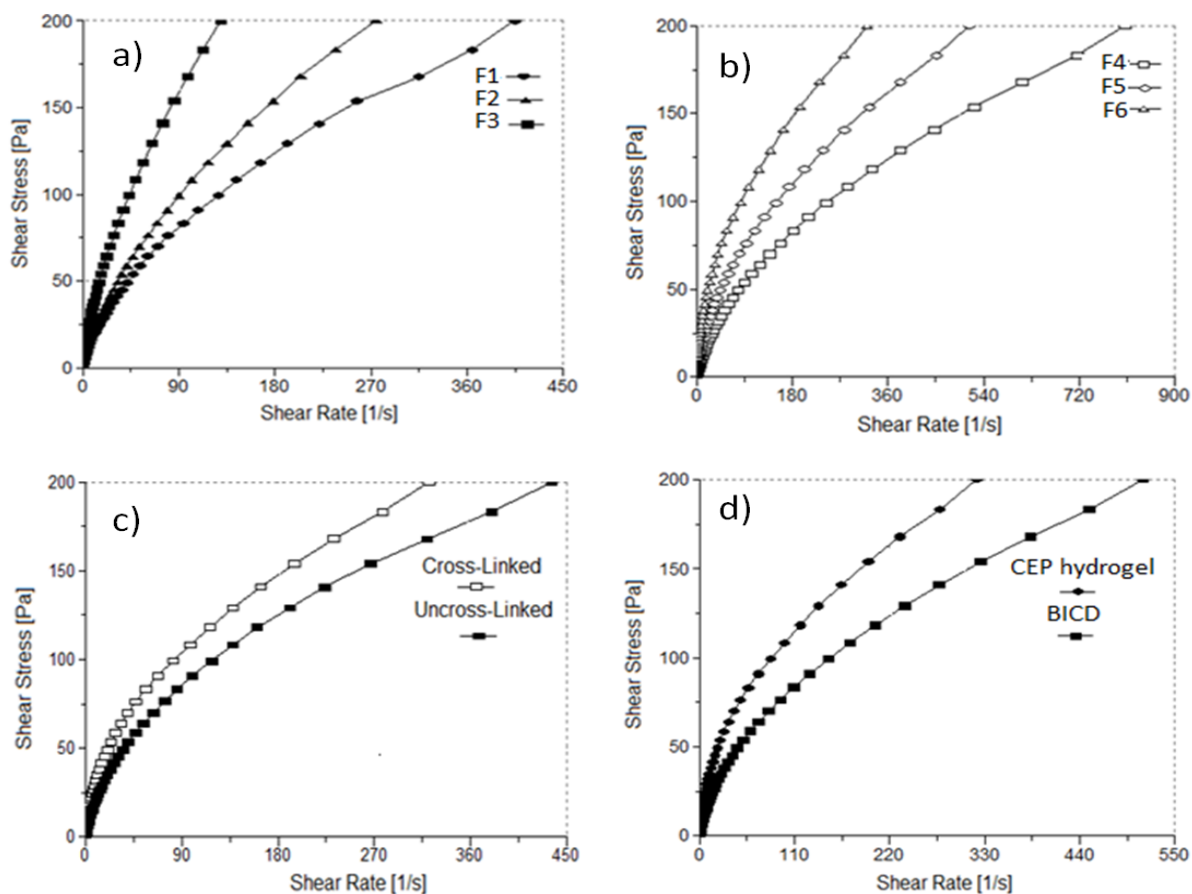 a)
F1
F2
F3
200
150
100
50
0
Shear Stress [Pa]
0 90 180 270 360 450
Shear Rate [1/s]
b)
F4
F5
F6
200
150
100
50
0
Shear Stress [Pa]
0 180 360 540 720 900
Shear Rate [1/s]
c)
Cross-Linked
Uncross-Linked
200
150
100
50
0
Shear Stress [Pa]
0 90 180 270 360 450
Shear Rate [1/s]
d)
CEP hydrogel
BICD
200
150
100
50
0
Shear Stress [Pa]
0 110 220 330 440 550
Shear Rate [1/s]